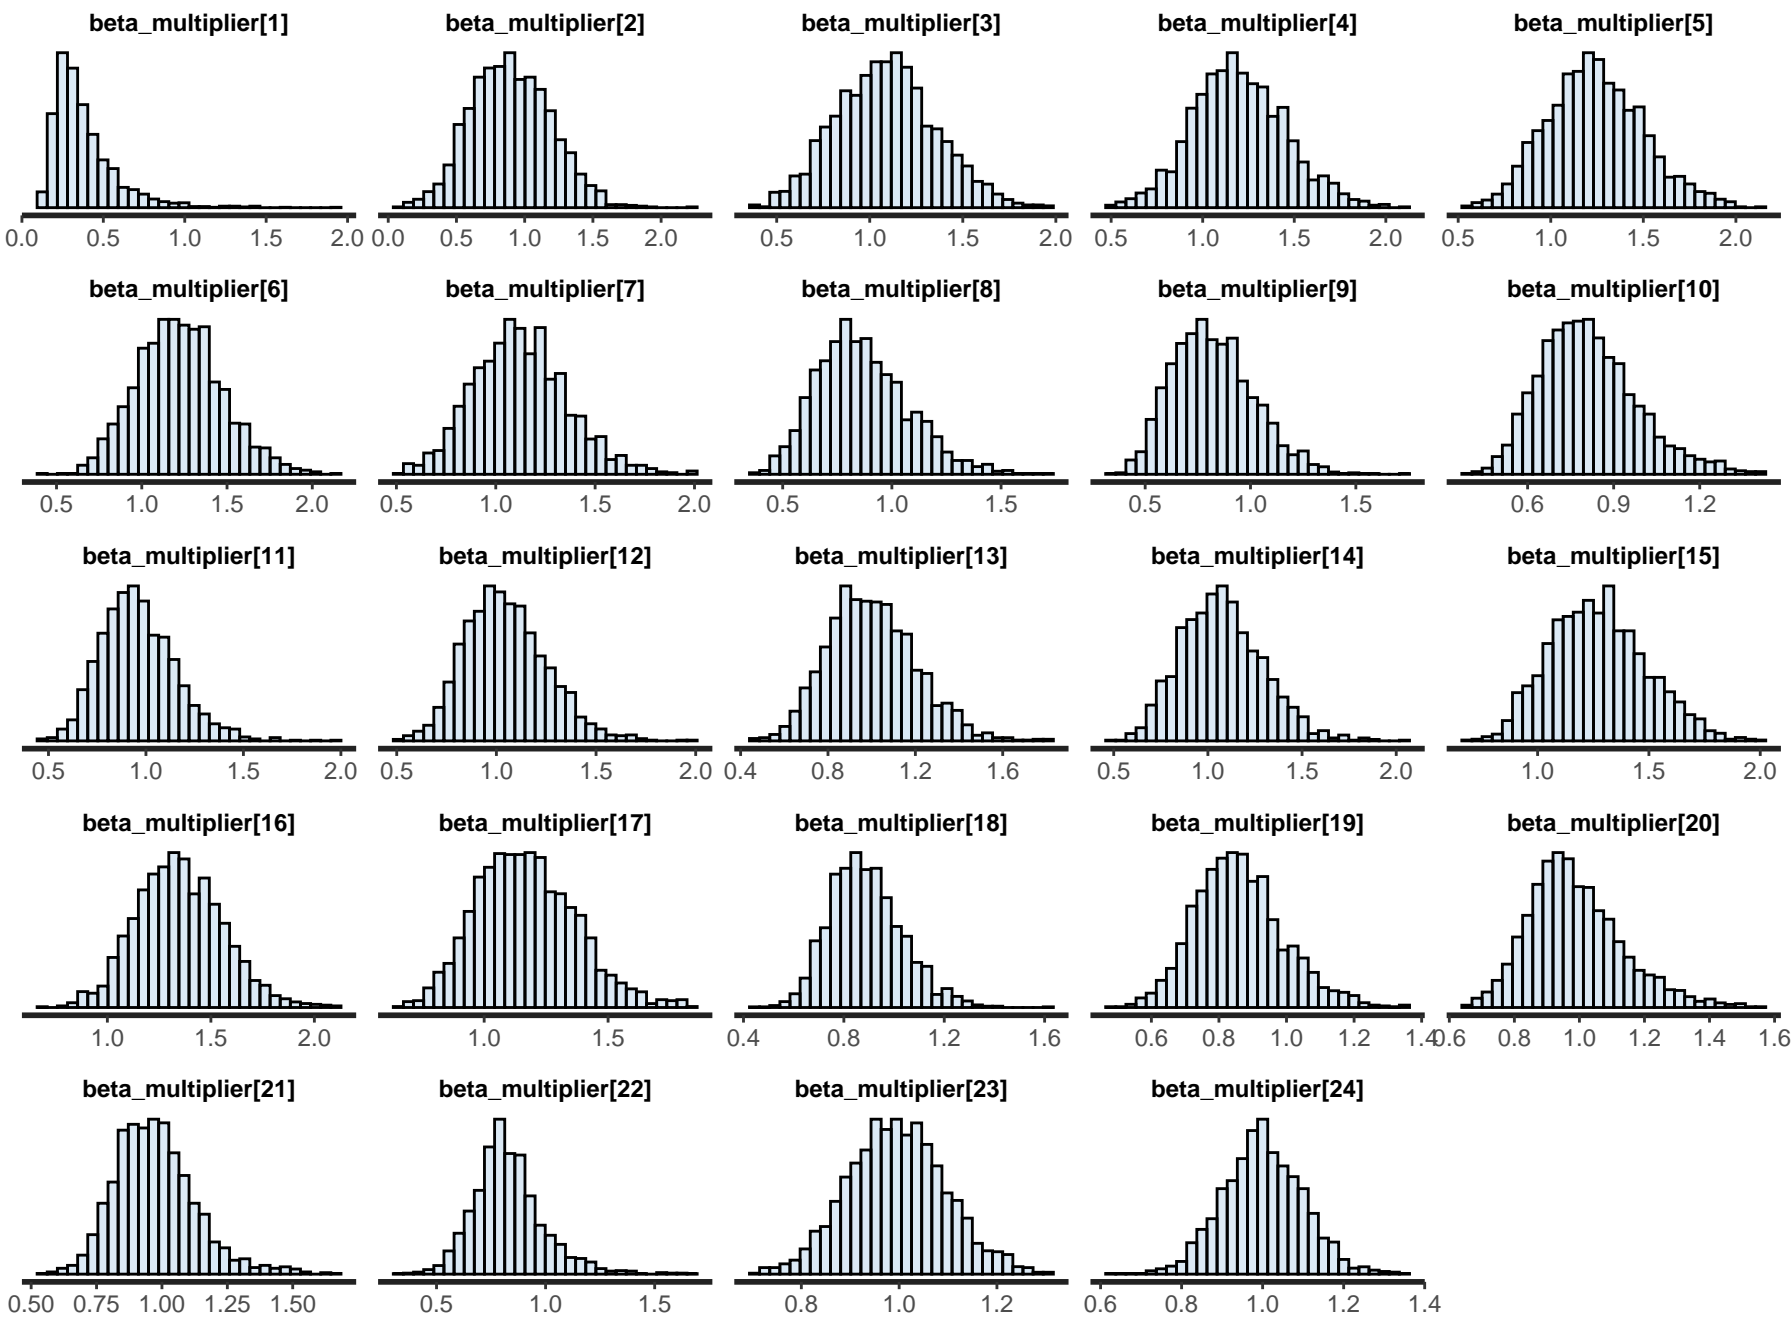 beta_multiplier[1] beta_multiplier[2] beta_multiplier[3] beta_multiplier[4] beta_multiplier[5]
0.0 0.5 1.0 1.5 2.0 0.0 0.5 1.0 1.5 2.0 0.5 1.0 1.5 2.0 0.5 1.0 1.5 2.0 0.5 1.0 1.5 2.0
beta_multiplier[6] beta_multiplier[7] beta_multiplier[8] beta_multiplier[9] beta_multiplier[10]
0.5 1.0 1.5 2.0 0.5 1.0 1.5 2.0 0.5 1.0 1.5 0.5 1.0 1.5 0.6 0.9 1.2
beta_multiplier[11] beta_multiplier[12] beta_multiplier[13] beta_multiplier[14] beta_multiplier[15]
0.5 1.0 1.5 2.0 0.5 1.0 1.5 2.0 0.4 0.8 1.2 1.6 0.5 1.0 1.5 2.0 1.0 1.5 2.0
beta_multiplier[16] beta_multiplier[17] beta_multiplier[18] beta_multiplier[19] beta_multiplier[20]
1.0 1.5 2.0 1.0 1.5 0.4 0.8 1.2 1.6 0.6 0.8 1.0 1.2 1.4 0.6 0.8 1.0 1.2 1.4 1.6
beta_multiplier[21] beta_multiplier[22] beta_multiplier[23] beta_multiplier[24]
0.50 0.75 1.00 1.25 1.50 0.5 1.0 1.5 0.8 1.0 1.2 0.6 0.8 1.0 1.2 1.4